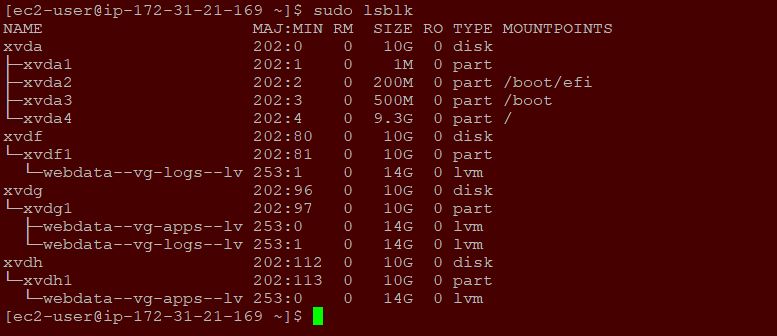 [ec2-user@ip-172-31-21-169 ~]$ sudo lsblk
NAME                    MAJ:MIN RM  SIZE RO TYPE MOUNTPOINTS
xvda                    202:0    0   10G  0 disk
├─xvda1                 202:1    0    1M  0 part
├─xvda2                 202:2    0  200M  0 part /boot/efi
├─xvda3                 202:3    0  500M  0 part /boot
└─xvda4                 202:4    0  9.3G  0 part /
xvdf                    202:80   0   10G  0 disk
└─xvdf1                 202:81   0   10G  0 part
  └─webdata--vg-logs--lv 253:1    0   14G  0 lvm
xvdg                    202:96   0   10G  0 disk
└─xvdg1                 202:97   0   10G  0 part
  ├─webdata--vg-apps--lv 253:0    0   14G  0 lvm
  └─webdata--vg-logs--lv 253:1    0   14G  0 lvm
xvdh                    202:112  0   10G  0 disk
└─xvdh1                 202:113  0   10G  0 part
  └─webdata--vg-apps--lv 253:0    0   14G  0 lvm
[ec2-user@ip-172-31-21-169 ~]$